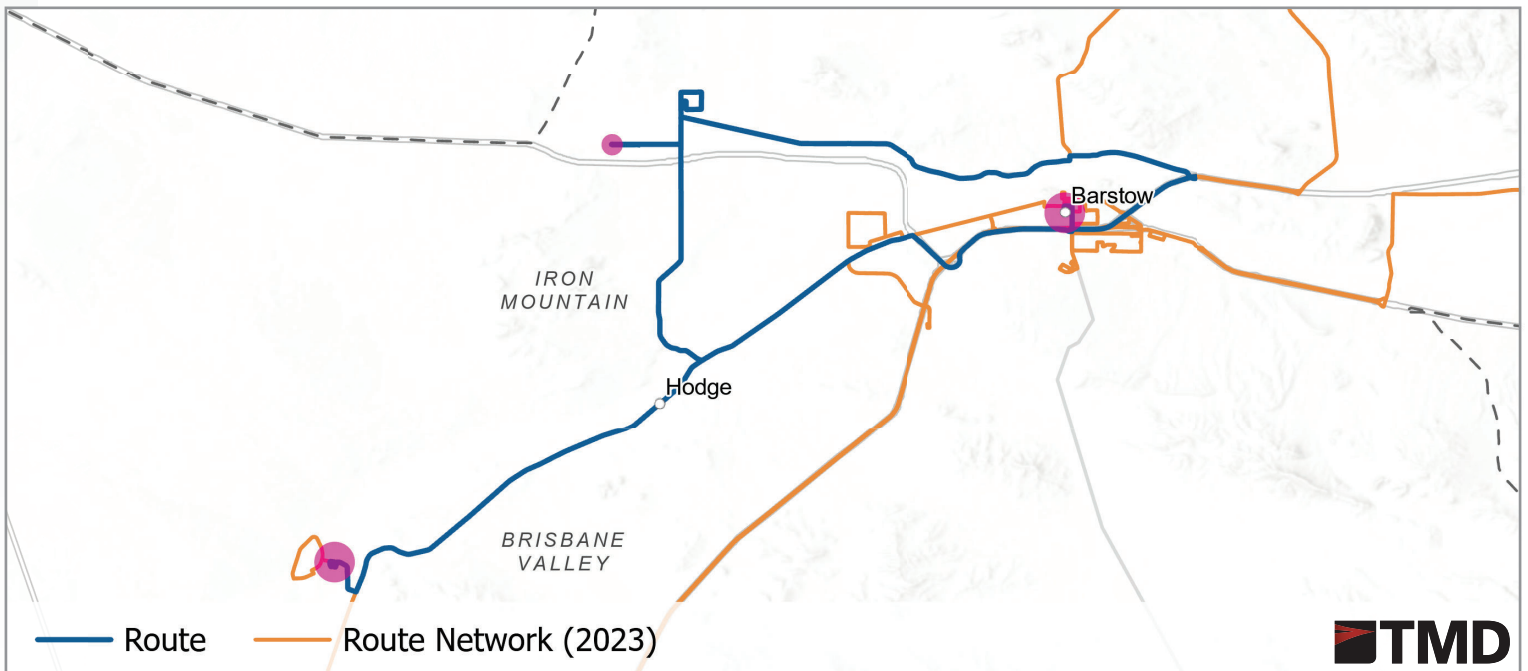 Barstow
IRON
MOUNTAIN
Hodge
BRISBANE
VALLEY
Route
Route Network (2023)
TMD